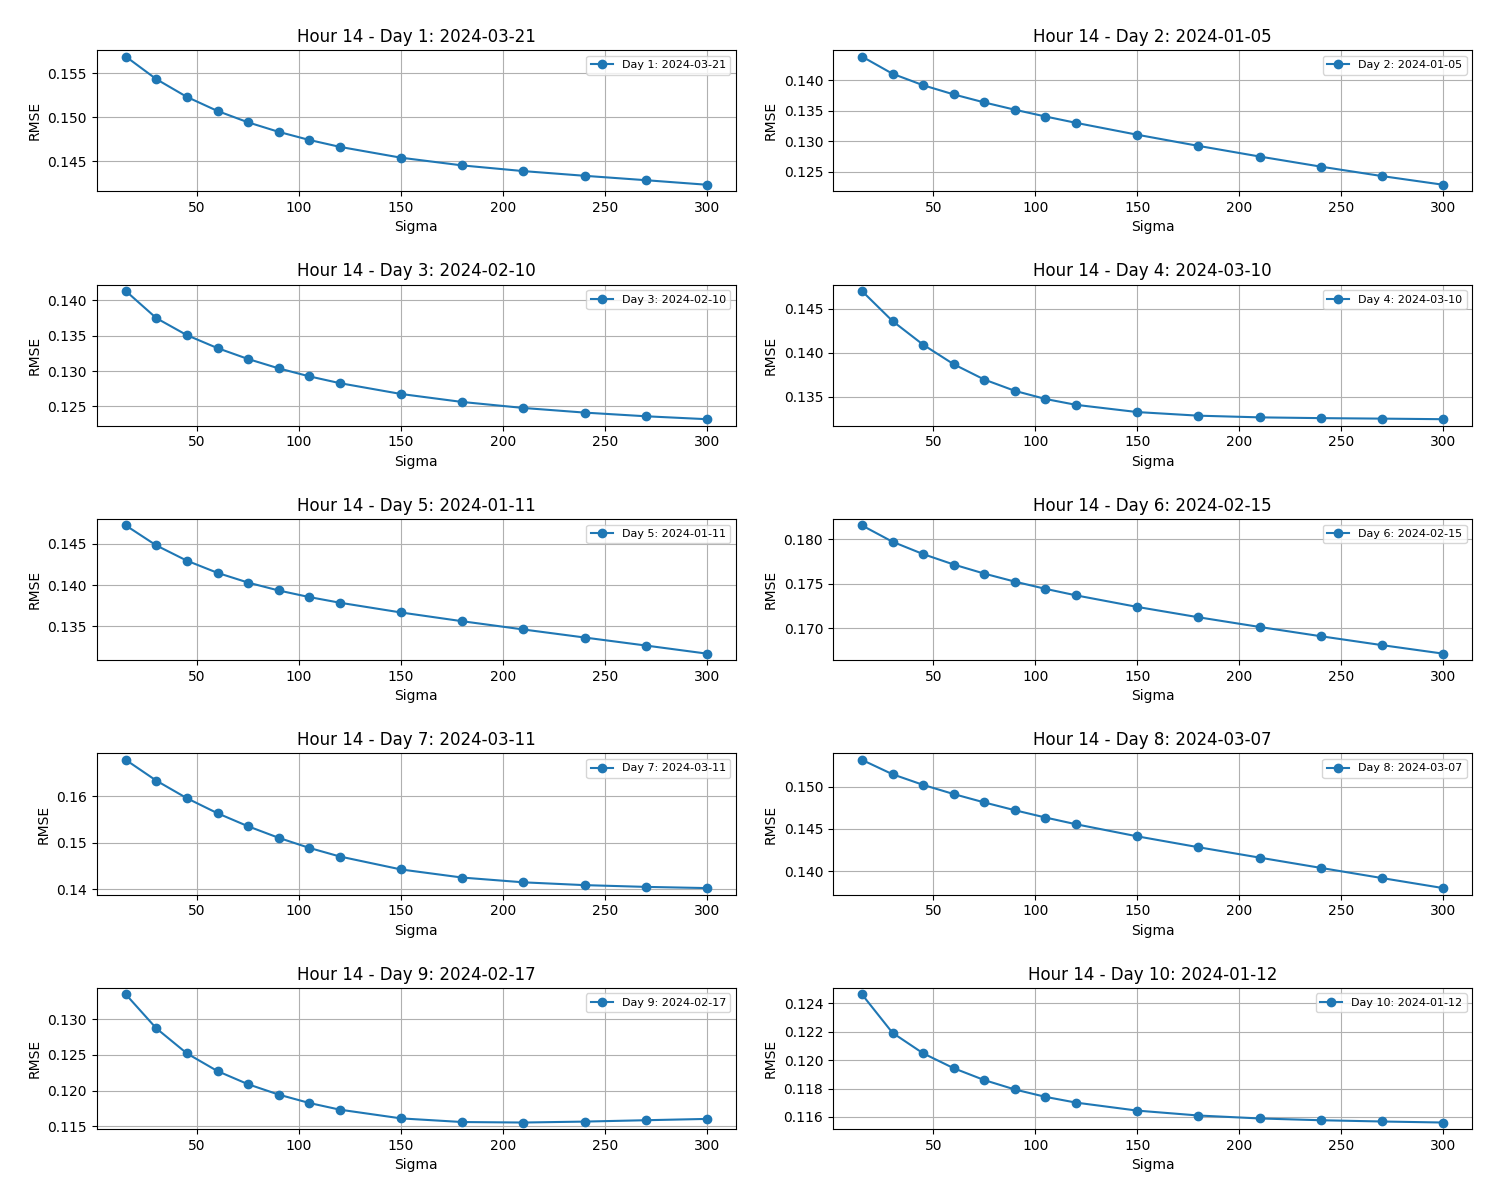 Hour 14 - Day 1: 2024-03-21
Day 1: 2024-03-21
RMSE
0.155
0.150
0.145
50 100 150 200 250 300
Sigma
Hour 14 - Day 2: 2024-01-05
Day 2: 2024-01-05
RMSE
0.140
0.135
0.130
0.125
50 100 150 200 250 300
Sigma
Hour 14 - Day 3: 2024-02-10
Day 3: 2024-02-10
RMSE
0.140
0.135
0.130
0.125
50 100 150 200 250 300
Sigma
Hour 14 - Day 4: 2024-03-10
Day 4: 2024-03-10
RMSE
0.145
0.140
0.135
50 100 150 200 250 300
Sigma
Hour 14 - Day 5: 2024-01-11
Day 5: 2024-01-11
RMSE
0.145
0.140
0.135
50 100 150 200 250 300
Sigma
Hour 14 - Day 6: 2024-02-15
Day 6: 2024-02-15
RMSE
0.180
0.175
0.170
50 100 150 200 250 300
Sigma
Hour 14 - Day 7: 2024-03-11
Day 7: 2024-03-11
RMSE
0.16
0.15
0.14
50 100 150 200 250 300
Sigma
Hour 14 - Day 8: 2024-03-07
Day 8: 2024-03-07
RMSE
0.150
0.145
0.140
50 100 150 200 250 300
Sigma
Hour 14 - Day 9: 2024-02-17
Day 9: 2024-02-17
RMSE
0.130
0.125
0.120
0.115
50 100 150 200 250 300
Sigma
Hour 14 - Day 10: 2024-01-12
Day 10: 2024-01-12
RMSE
0.124
0.122
0.120
0.118
0.116
50 100 150 200 250 300
Sigma